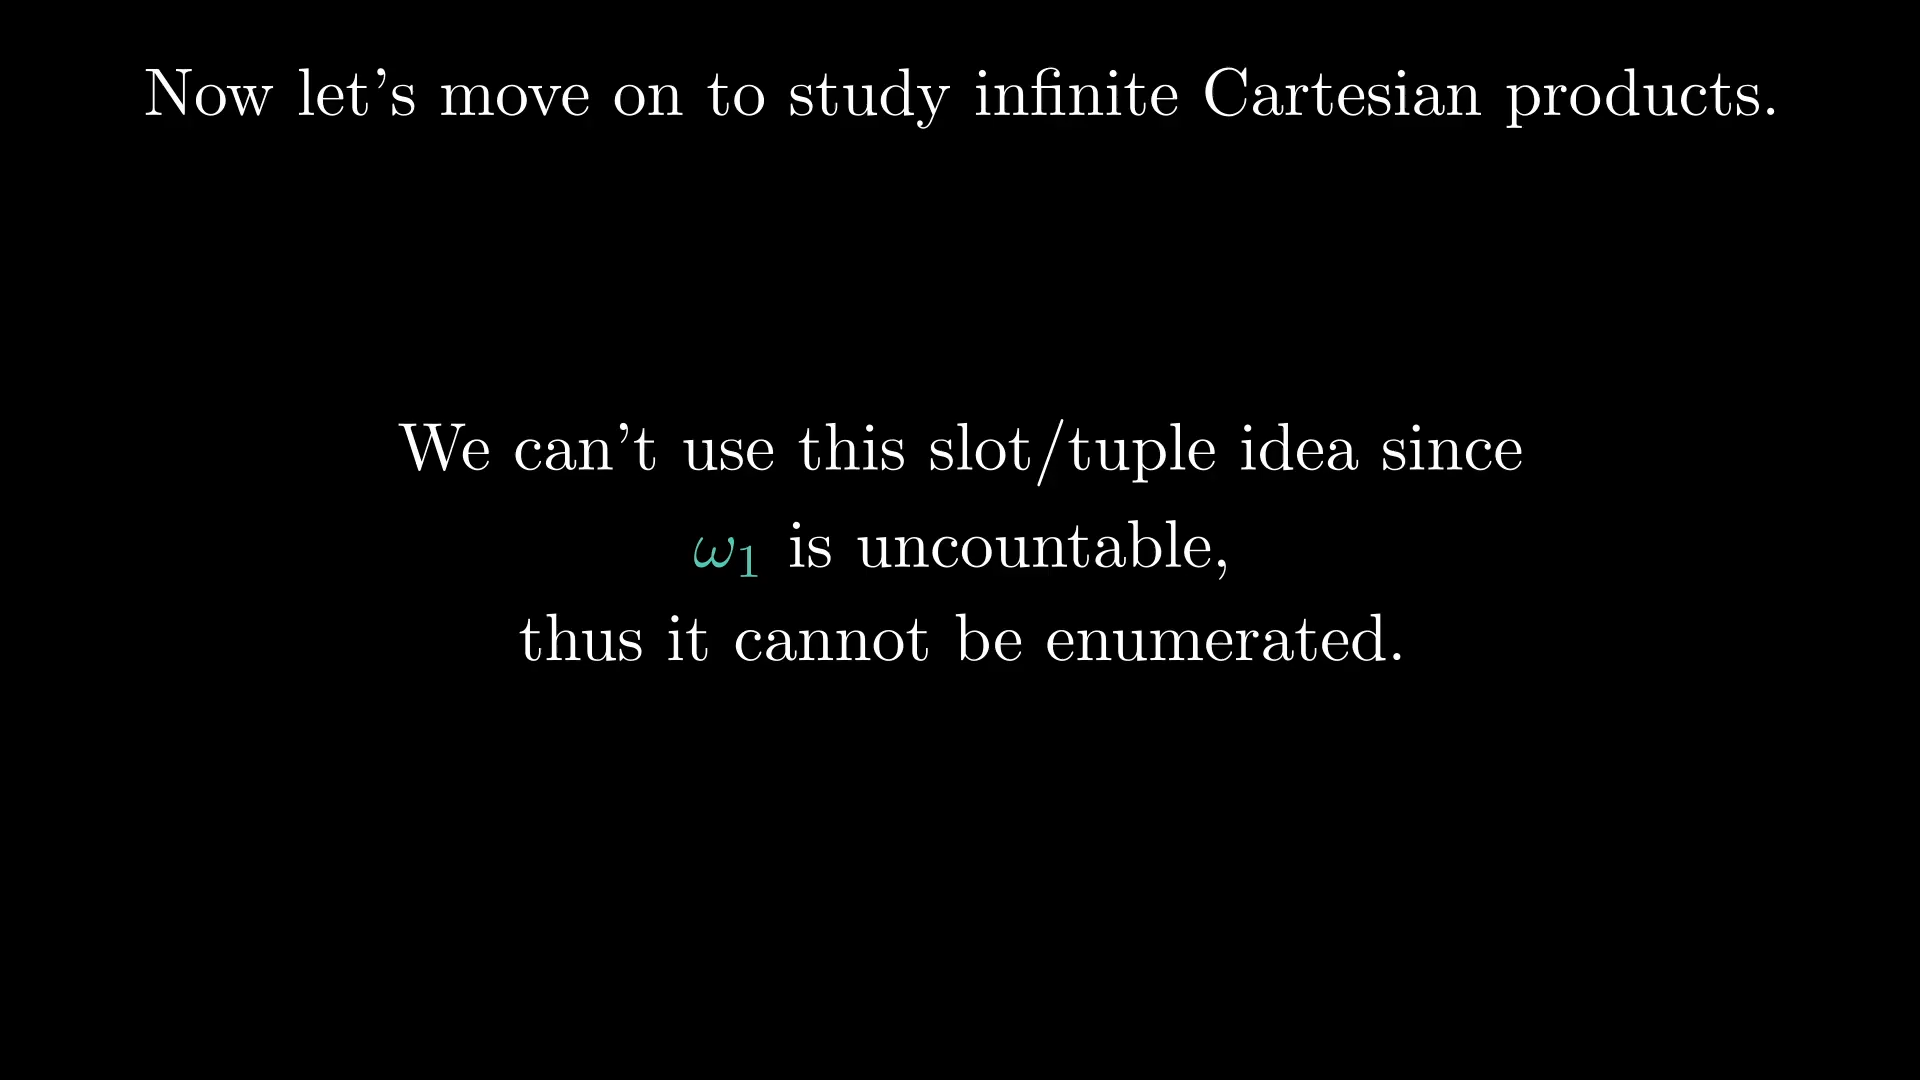 Now let's move on to study infinite Cartesian products.
We can't use this slot/tuple idea since
ω₁ is uncountable,
thus it cannot be enumerated.